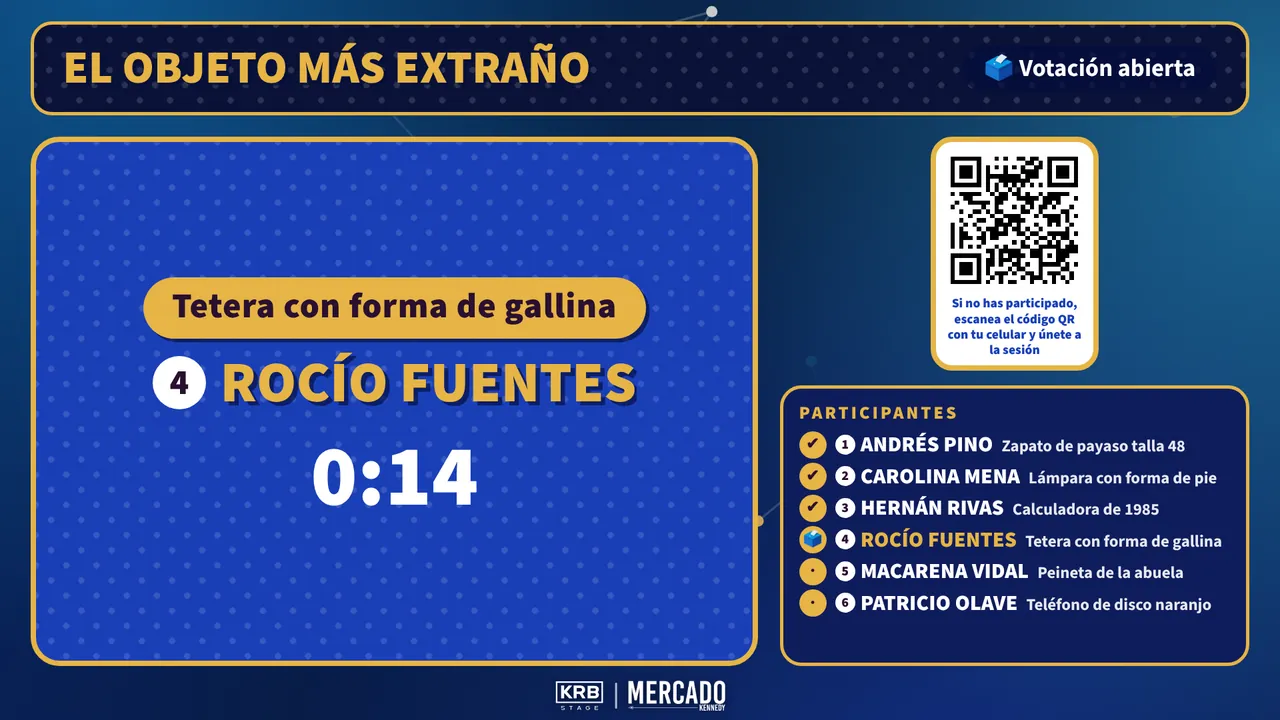 EL OBJETO MÁS EXTRAÑO
Votación abierta
Tetera con forma de gallina
4 ROCÍO FUENTES
0:14
Si no has participado,
escanea el código QR
con tu celular y únete a
la sesión
PARTICIPANTES
✔ 1 ANDRÉS PINO Zapato de payaso talla 48
✔ 2 CAROLINA MENA Lámpara con forma de pie
✔ 3 HERNÁN RIVAS Calculadora de 1985
4 ROCÍO FUENTES Tetera con forma de gallina
5 MACARENA VIDAL Peineta de la abuela
6 PATRICIO OLAVE Teléfono de disco naranjo
KRB
STAGE
MERCADO
KENNEDY